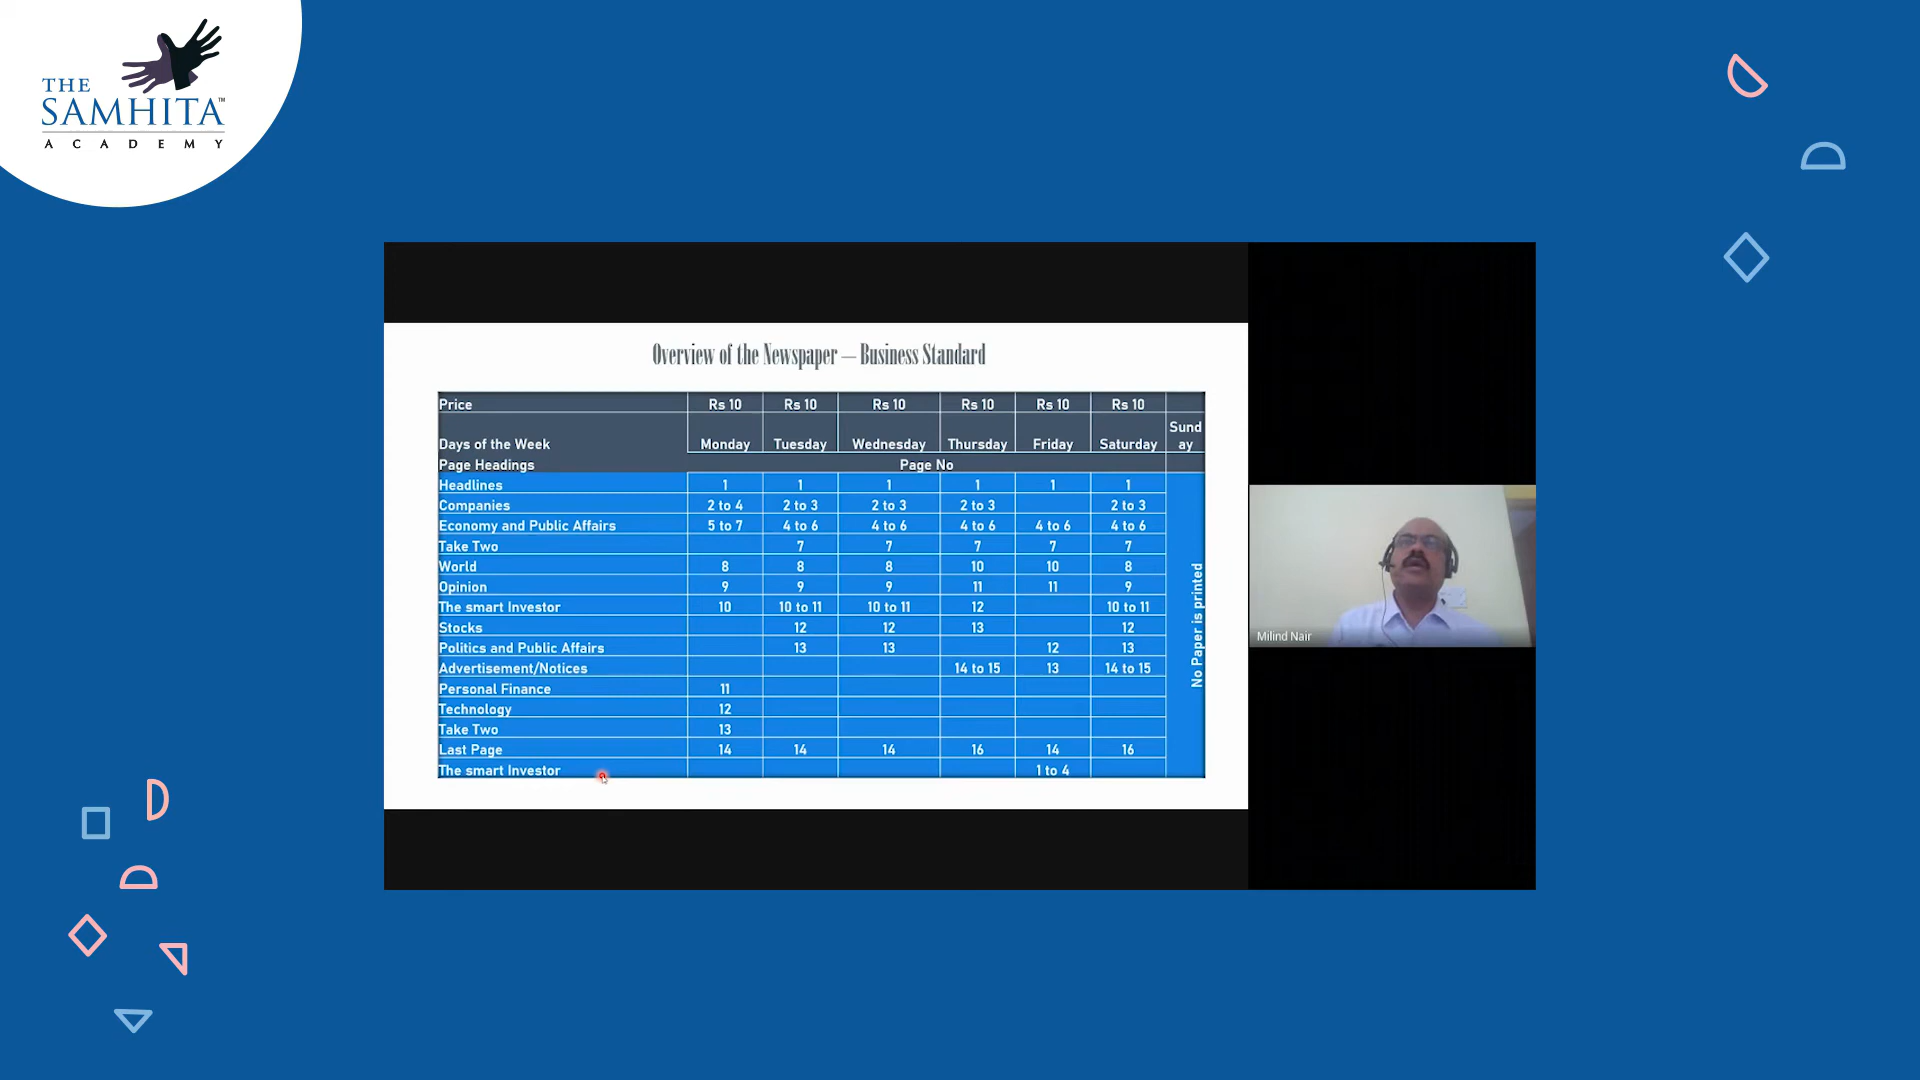 THE
SAMHITA™
ACADEMY
Overview of the Newspaper – Business Standard
Price Rs 10 Rs 10 Rs 10 Rs 10 Rs 10 Rs 10
Days of the Week Monday Tuesday Wednesday Thursday Friday Saturday Sund
ay
Page Headings Page No
Headlines 1 1 1 1 1 1
Companies 2 to 4 2 to 3 2 to 3 2 to 3 2 to 3
Economy and Public Affairs 5 to 7 4 to 6 4 to 6 4 to 6 4 to 6 4 to 6
Take Two 7 7 7 7 7
World 8 8 8 10 10 8
Opinion 9 9 9 11 11 9
The smart Investor 10 10 to 11 10 to 11 12 10 to 11
Stocks 12 12 13 12
Politics and Public Affairs 13 13 12 13
Advertisement/Notices 14 to 15 13 14 to 15
Personal Finance 11
Technology 12
Take Two 13
Last Page 14 14 14 16 14 16
The smart Investor 1 to 4
No Paper is printed
Milind Nair